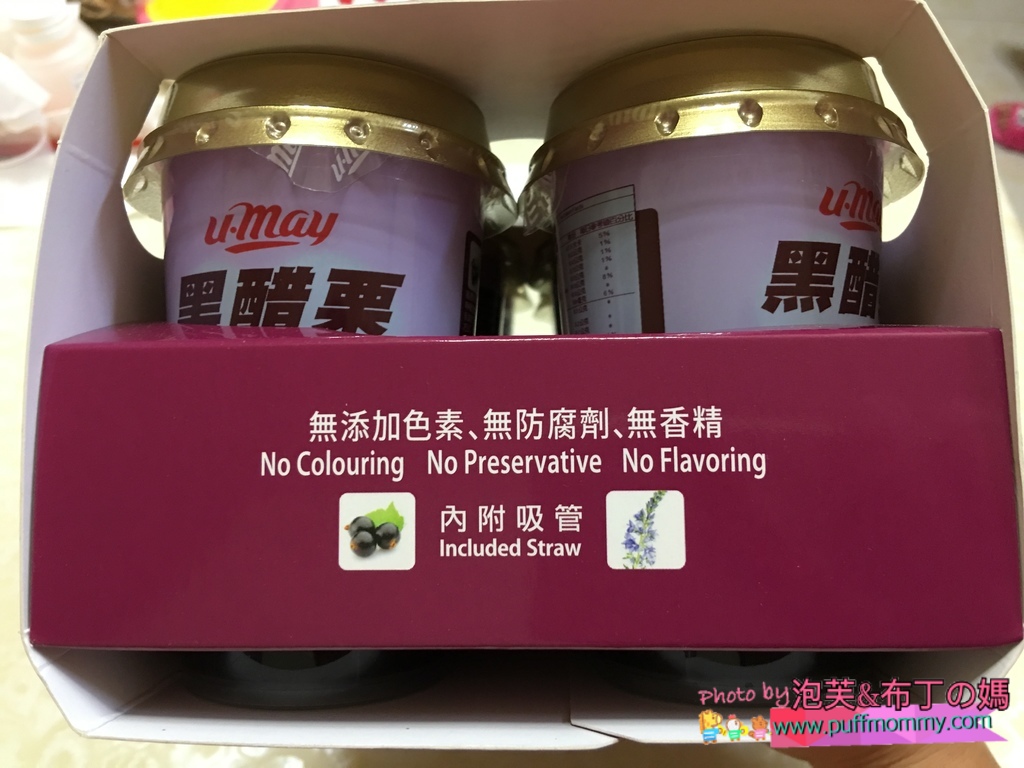 u·may
黑醋栗
u·m
黑醋
無添加色素、無防腐劑、無香精
No Colouring No Preservative No Flavoring
內附吸管
Included Straw
Photo by 泡芙&布丁の媽
www.puffmommy.com